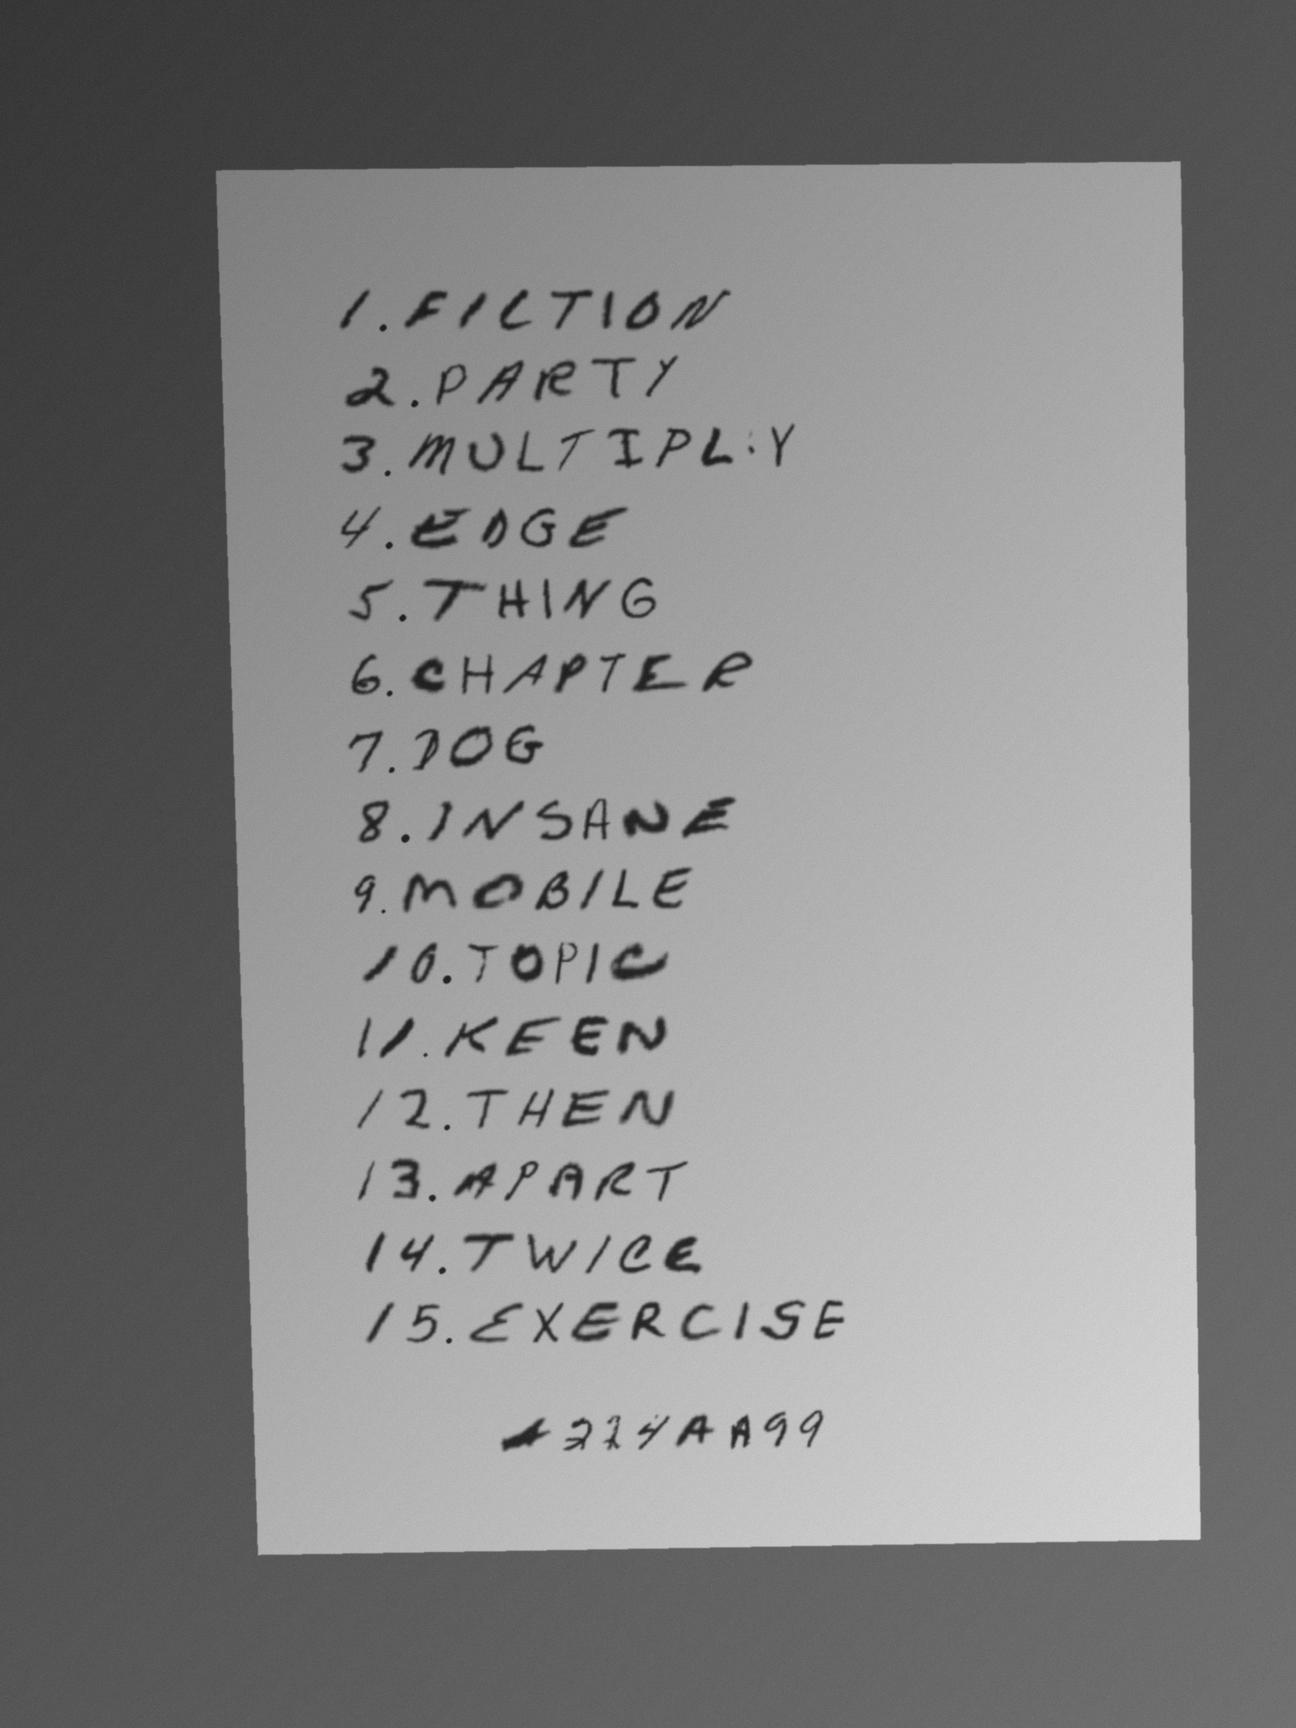 1. FICTION
2. PARTY
3. MULTIPLY
4. EDGE
5. THING
6. CHAPTER
7. DOG
8. INSANE
9. MOBILE
10. TOPIC
11. KEEN
12. THEN
13. APART
14. TWICE
15. EXERCISE